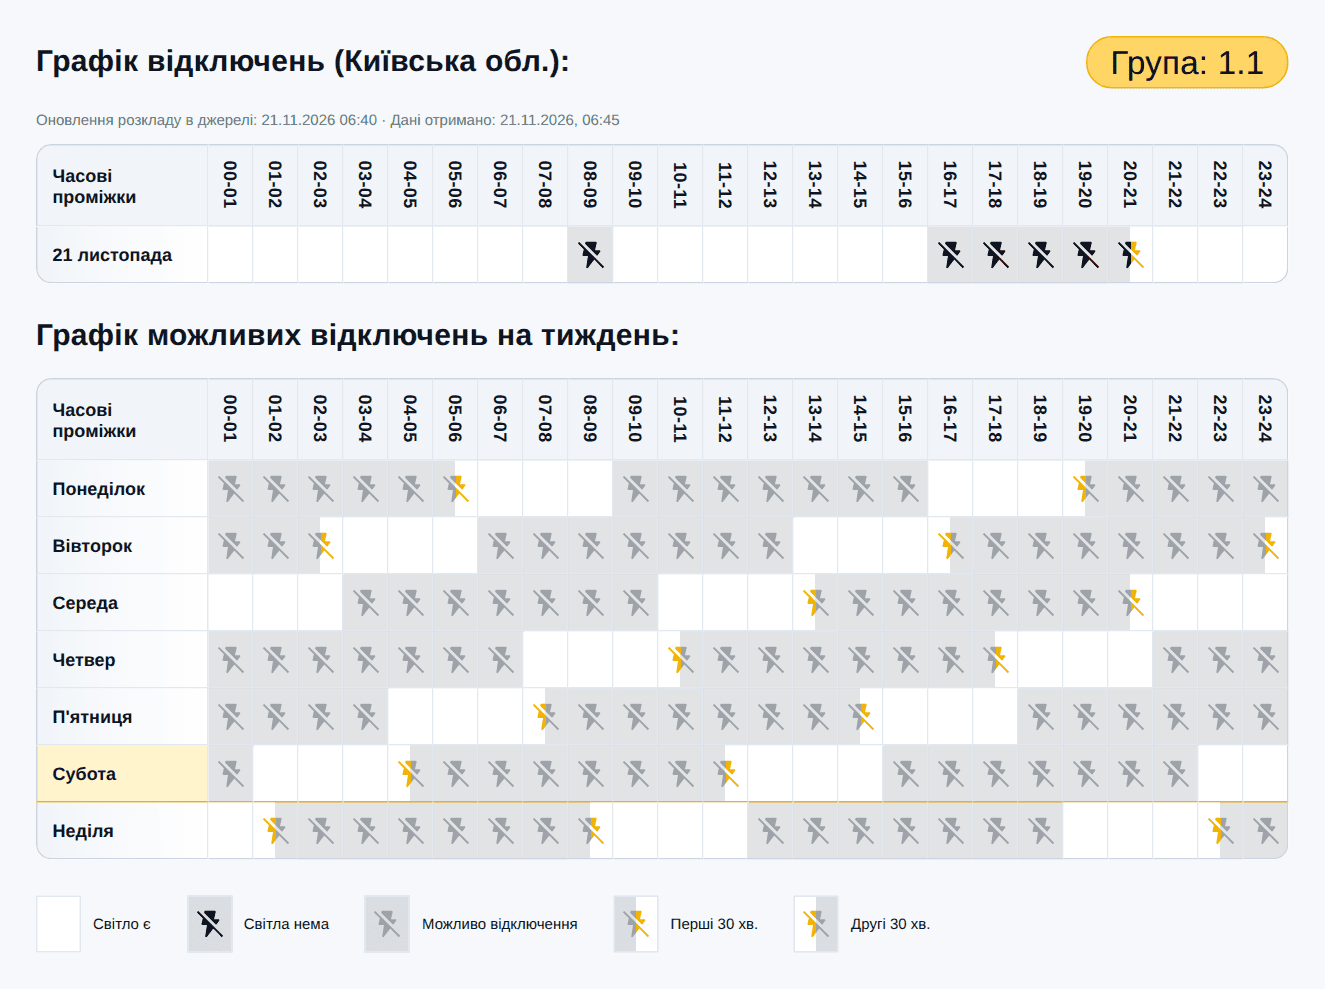 Графік відключень (Київська обл.):
Група: 1.1
Оновлення розкладу в джерелі: 21.11.2026 06:40 · Дані отримано: 21.11.2026, 06:45
Часові проміжки 00-01 01-02 02-03 03-04 04-05 05-06 06-07 07-08 08-09 09-10 10-11 11-12 12-13 13-14 14-15 15-16 16-17 17-18 18-19 19-20 20-21 21-22 22-23 23-24
21 листопада
Графік можливих відключень на тиждень:
Часові проміжки 00-01 01-02 02-03 03-04 04-05 05-06 06-07 07-08 08-09 09-10 10-11 11-12 12-13 13-14 14-15 15-16 16-17 17-18 18-19 19-20 20-21 21-22 22-23 23-24
Понеділок
Вівторок
Середа
Четвер
П'ятниця
Субота
Неділя
Світло є Світла нема Можливо відключення Перші 30 хв. Другі 30 хв.